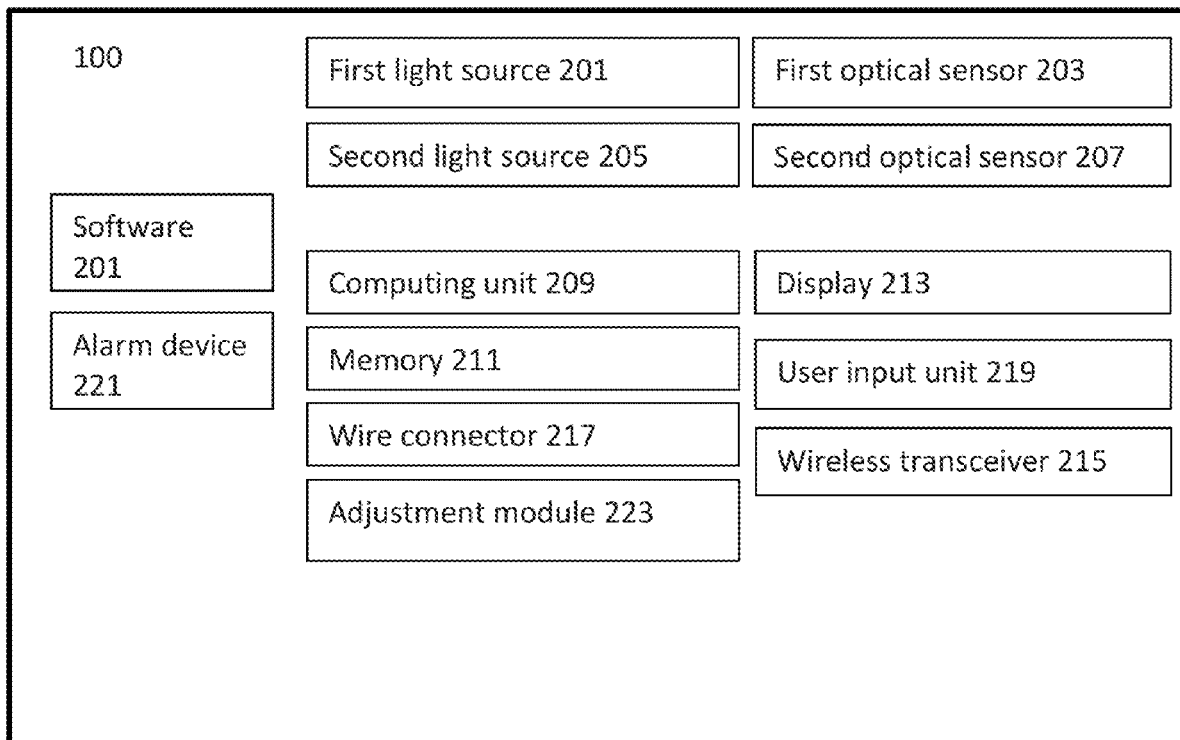 100
First light source 201
First optical sensor 203
Second light source 205
Second optical sensor 207
Software
201
Computing unit 209
Display 213
Alarm device
221
Memory 211
User input unit 219
Wire connector 217
Wireless transceiver 215
Adjustment module 223